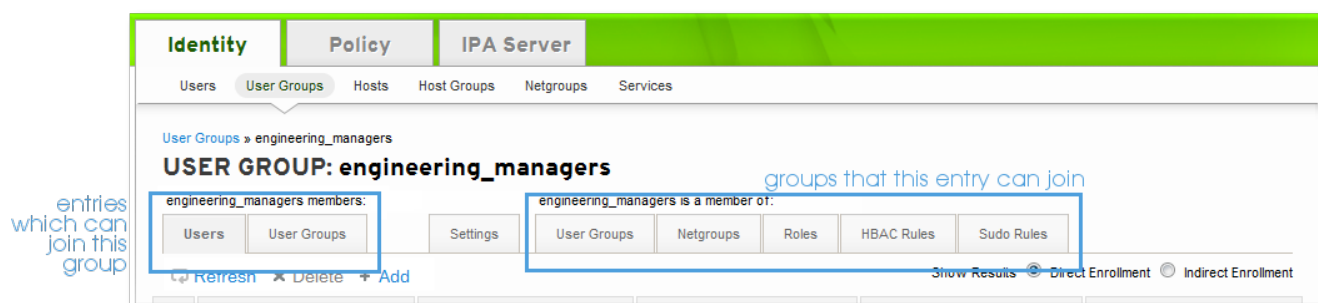 Identity Policy IPA Server
Users User Groups Hosts Host Groups Netgroups Services
User Groups » engineering_managers
USER GROUP: engineering_managers
groups that this entry can join
entries
which can
join this
group
engineering_managers members: engineering_managers is a member of:
Users User Groups Settings User Groups Netgroups Roles HBAC Rules Sudo Rules
Refresh Delete Add Show Results Direct Enrollment Indirect Enrollment